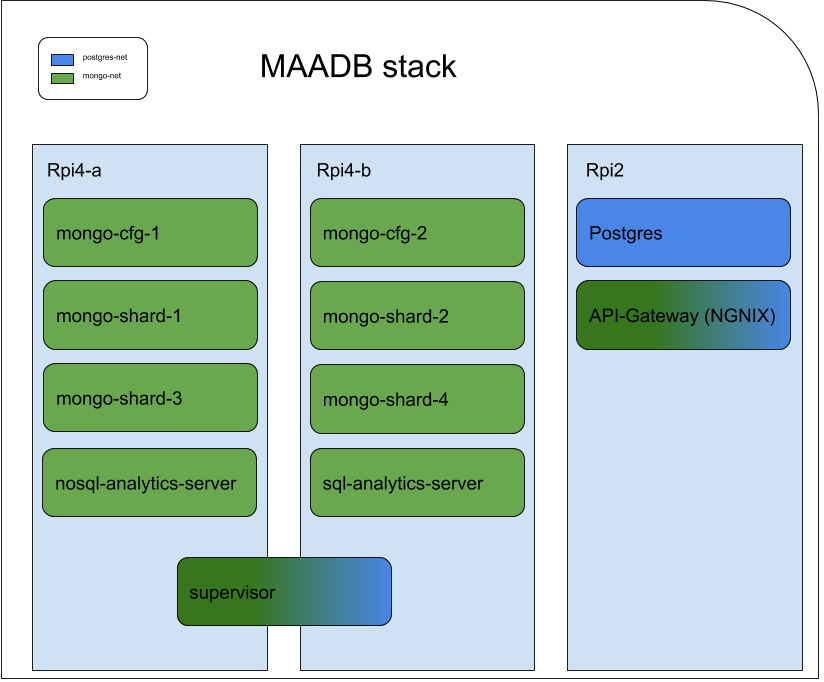 MAADB stack
postgres-net
mongo-net
Rpi4-a
mongo-cfg-1
mongo-shard-1
mongo-shard-3
nosql-analytics-server
Rpi4-b
mongo-cfg-2
mongo-shard-2
mongo-shard-4
sql-analytics-server
supervisor
Rpi2
Postgres
API-Gateway (NGNIX)